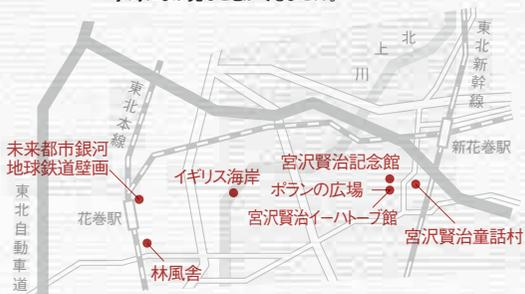 北上川
東北新幹線
東北本線
新花巻駅
未来都市銀河
地球鉄道壁画
イギリス海岸
宮沢賢治記念館
ポランの広場
宮沢賢治イーハトーブ館
宮沢賢治童話村
花巻駅
東北自動車道
林風舎